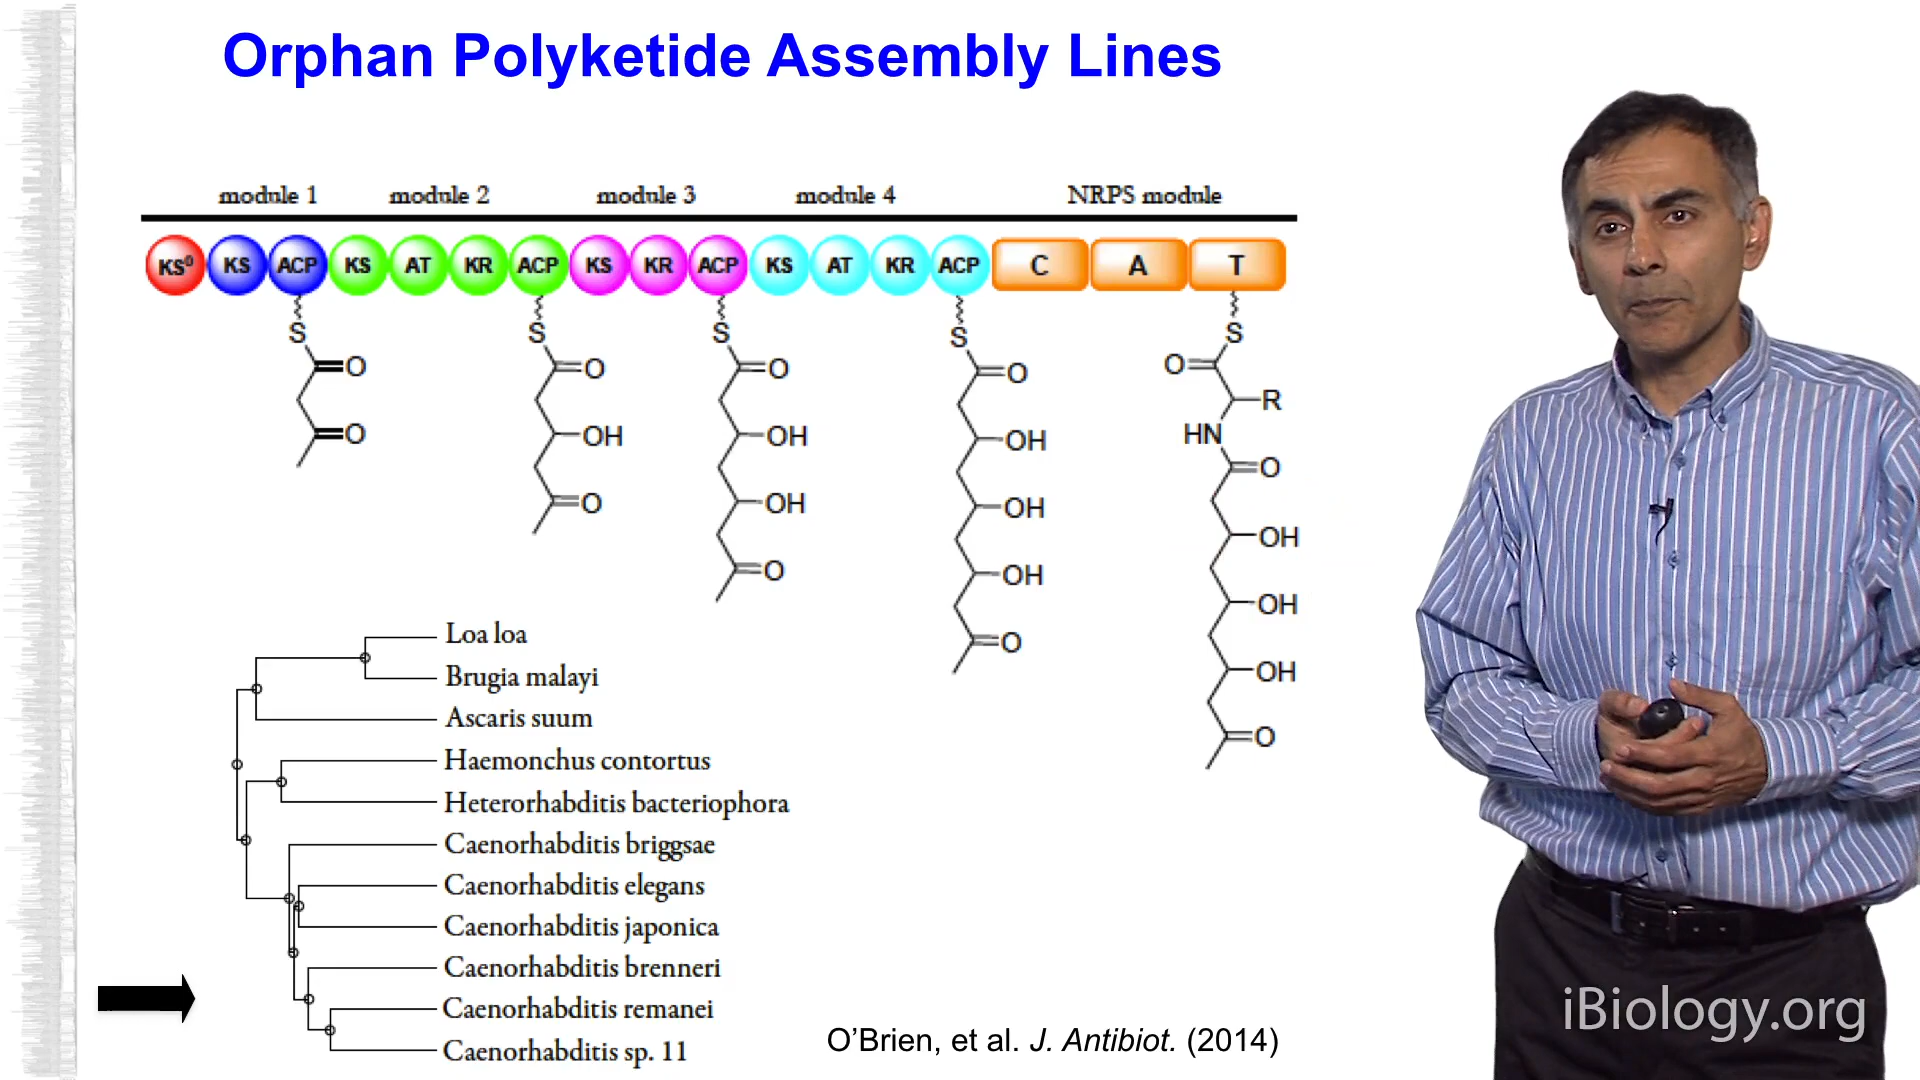 Orphan Polyketide Assembly Lines
module 1 module 2 module 3 module 4 NRPS module
KS⁰ KS ACP KS AT KR ACP KS KR ACP KS AT KR ACP C A T
S S S S S
O O O O O
R
O OH OH OH HN
O
O OH OH OH
O OH OH
O OH
O
Loa loa
Brugia malayi
Ascaris suum
Haemonchus contortus
Heterorhabditis bacteriophora
Caenorhabditis briggsae
Caenorhabditis elegans
Caenorhabditis japonica
Caenorhabditis brenneri
Caenorhabditis remanei
Caenorhabditis sp. 11
O'Brien, et al. J. Antibiot. (2014)
iBiology.org